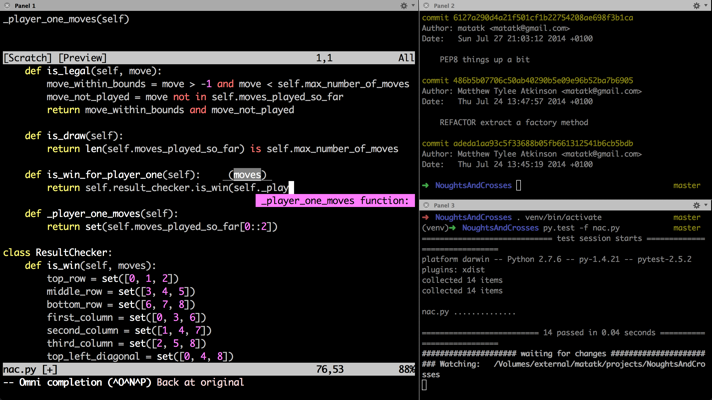 Panel 1
_player_one_moves(self)
[Scratch] [Preview] 1,1 All
def is_legal(self, move):
move_within_bounds = move > -1 and move < self.max_number_of_moves
move_not_played = move not in self.moves_played_so_far
return move_within_bounds and move_not_played
def is_draw(self):
return len(self.moves_played_so_far) is self.max_number_of_moves
def is_win_for_player_one(self): (moves)
return self.result_checker.is_win(self._play
_player_one_moves function:
def _player_one_moves(self):
return set(self.moves_played_so_far[0::2])
class ResultChecker:
def is_win(self, moves):
top_row = set([0, 1, 2])
middle_row = set([3, 4, 5])
bottom_row = set([6, 7, 8])
first_column = set([0, 3, 6])
second_column = set([1, 4, 7])
third_column = set([2, 5, 8])
top_left_diagonal = set([0, 4, 8])
nac.py [+] 76,53 88%
-- Omni completion (^O^N^P) Back at original
Panel 2
commit 6127a290d4a21f501cf1b22754208ae698f3b1ca
Author: matatk <matatk@gmail.com>
Date: Sun Jul 27 21:03:12 2014 +0100
PEP8 things up a bit
commit 486b5b07706c50ab40290b5e09e96b52ba7b6905
Author: Matthew Tylee Atkinson <matatk@gmail.com>
Date: Thu Jul 24 13:47:57 2014 +0100
REFACTOR extract a factory method
commit adeda1aa93c5f33688b05fb661312541b6cb5bdb
Author: Matthew Tylee Atkinson <matatk@gmail.com>
Date: Thu Jul 24 13:45:19 2014 +0100
➜ NoughtsAndCrosses master
Panel 3
➜ NoughtsAndCrosses . venv/bin/activate master
(venv)➜ NoughtsAndCrosses py.test -f nac.py master
========================== test session starts =============
===================
platform darwin -- Python 2.7.6 -- py-1.4.21 -- pytest-2.5.2
plugins: xdist
collected 14 items
collected 14 items
nac.py ..............
======================= 14 passed in 0.04 seconds ==========
===================
#################### waiting for changes ####################
### Watching: /Volumes/external/matatk/projects/NoughtsAndCro
sses